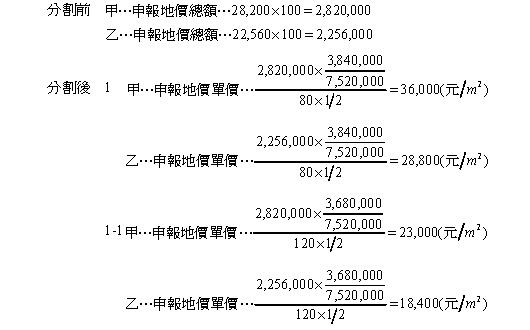 分割前 甲…申報地價總額…28,200×100＝2,820,000
乙…申報地價總額…22,560×100＝2,256,000
分割後 1 甲…申報地價單價…(2,820,000×3,840,000/7,520,000)/(80×1/2)＝36,000(元/m²)
乙…申報地價單價…(2,256,000×3,840,000/7,520,000)/(80×1/2)＝28,800(元/m²)
1-1甲…申報地價單價…(2,820,000×3,680,000/7,520,000)/(120×1/2)＝23,000(元/m²)
乙…申報地價單價…(2,256,000×3,680,000/7,520,000)/(120×1/2)＝18,400(元/m²)